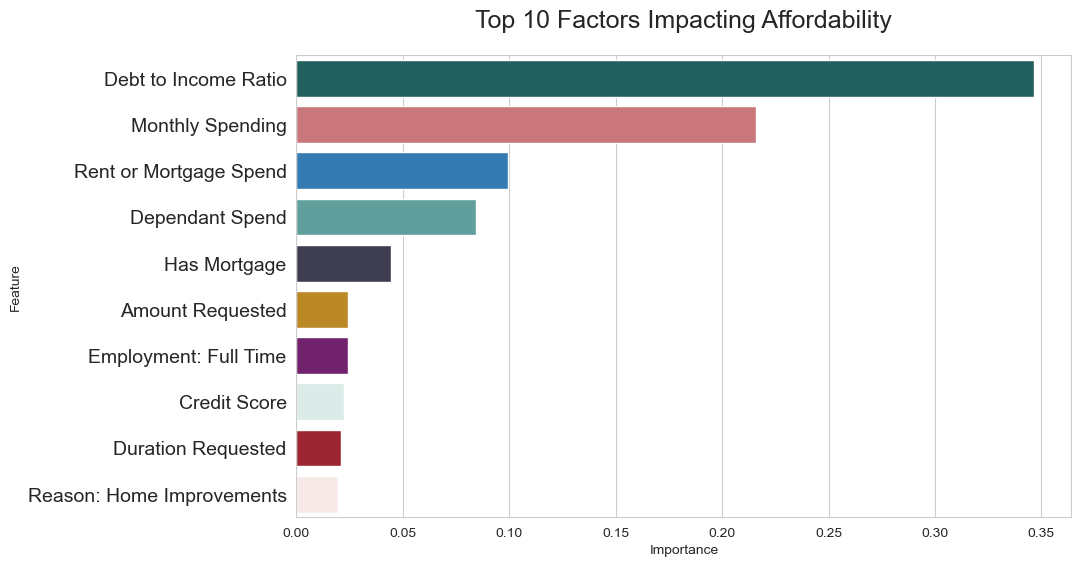 Top 10 Factors Impacting Affordability
Debt to Income Ratio
Monthly Spending
Rent or Mortgage Spend
Dependant Spend
Has Mortgage
Amount Requested
Employment: Full Time
Credit Score
Duration Requested
Reason: Home Improvements
Feature
0.00 0.05 0.10 0.15 0.20 0.25 0.30 0.35
Importance